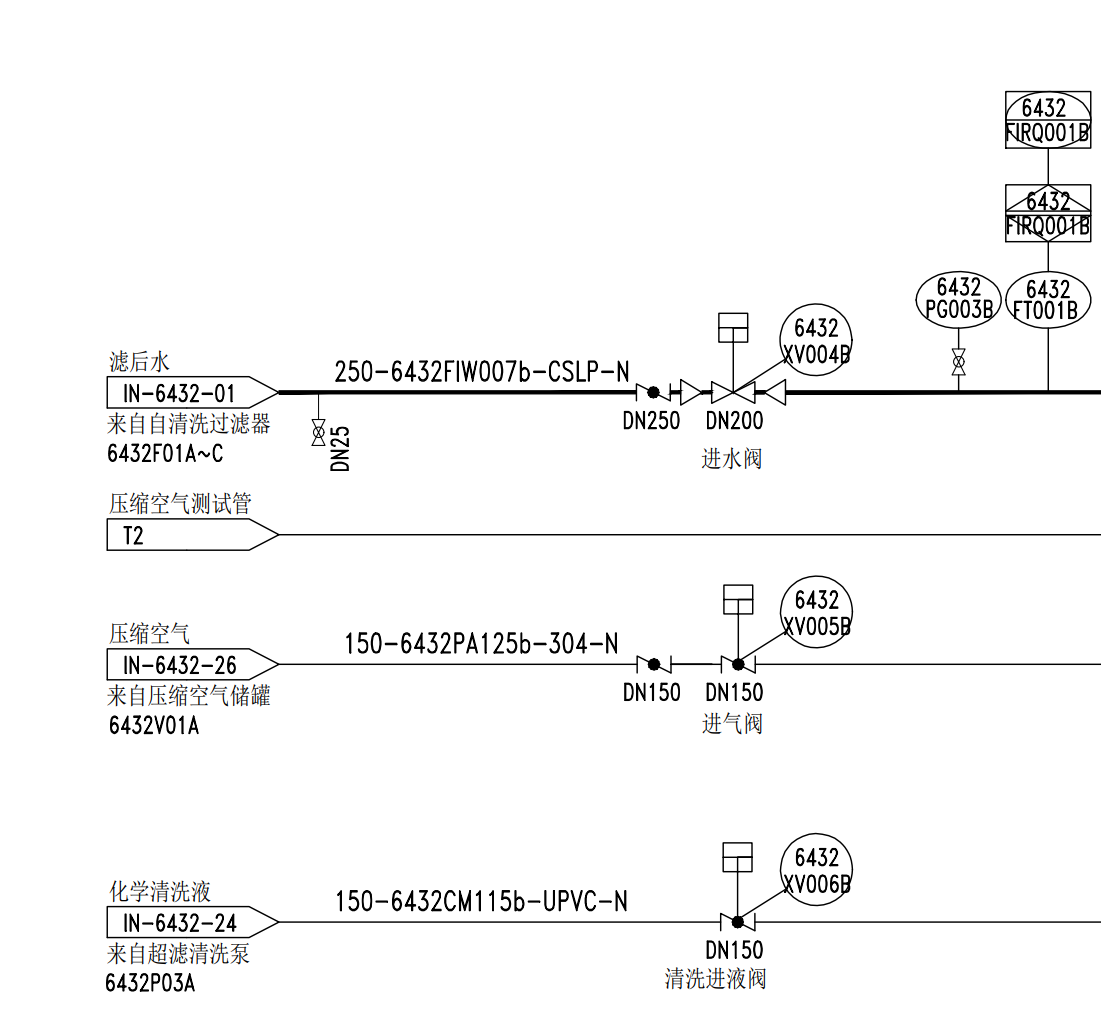 6432
FIRQ001B
6432
FIRQ001B
6432
PG003B
6432
FT001B
6432
XV004B
滤后水
IN-6432-01
来自自清洗过滤器
6432F01A~C
250-6432FIW007b-CSLP-N
DN25
DN250
DN200
进水阀
压缩空气测试管
T2
6432
XV005B
压缩空气
IN-6432-26
来自压缩空气储罐
6432V01A
150-6432PA125b-304-N
DN150
DN150
进气阀
6432
XV006B
化学清洗液
IN-6432-24
来自超滤清洗泵
6432P03A
150-6432CM115b-UPVC-N
DN150
清洗进液阀